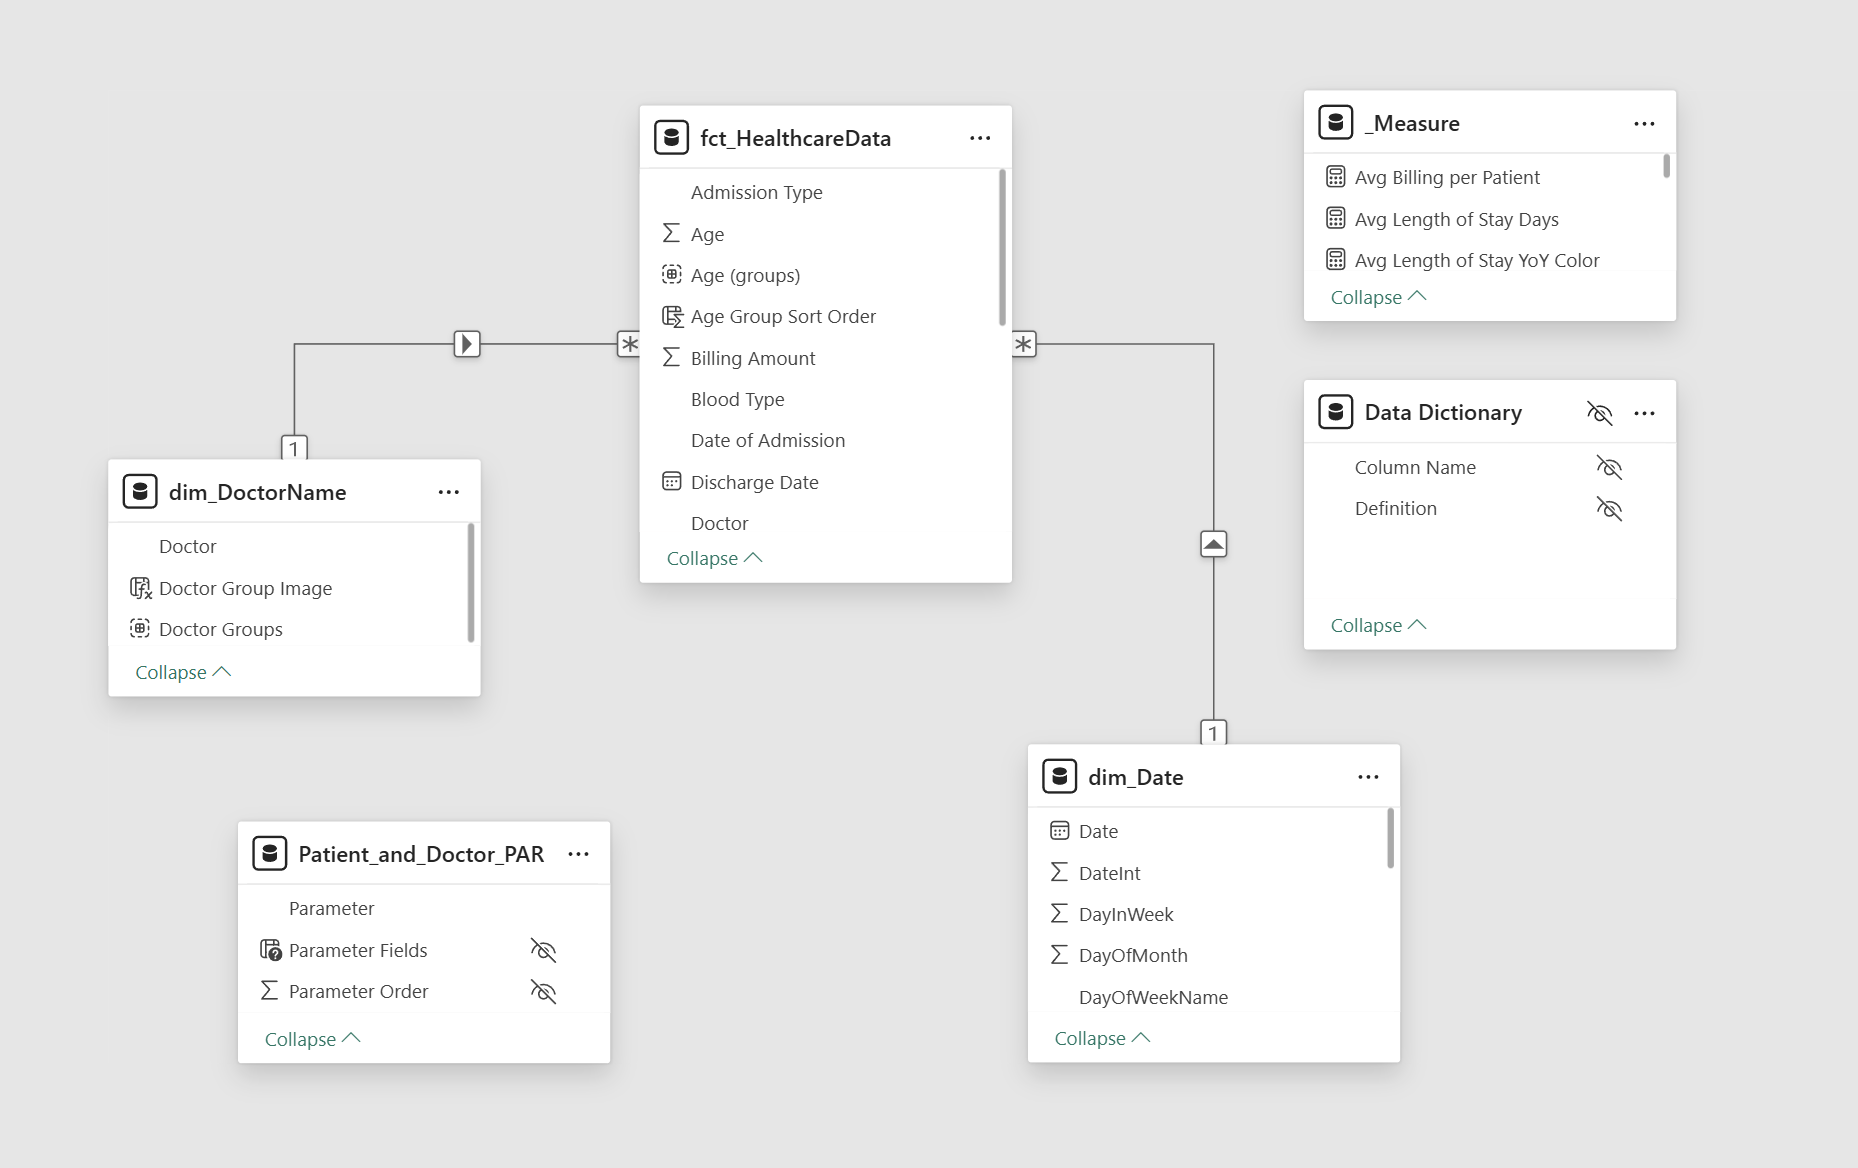 fct_HealthcareData
Admission Type
Age
Age (groups)
Age Group Sort Order
Billing Amount
Blood Type
Date of Admission
Discharge Date
Doctor
Collapse
_Measure
Avg Billing per Patient
Avg Length of Stay Days
Avg Length of Stay YoY Color
Collapse
*
*
1
dim_DoctorName
Doctor
Doctor Group Image
Doctor Groups
Collapse
Data Dictionary
Column Name
Definition
Collapse
1
dim_Date
Date
DateInt
DayInWeek
DayOfMonth
DayOfWeekName
Collapse
Patient_and_Doctor_PAR
Parameter
Parameter Fields
Parameter Order
Collapse